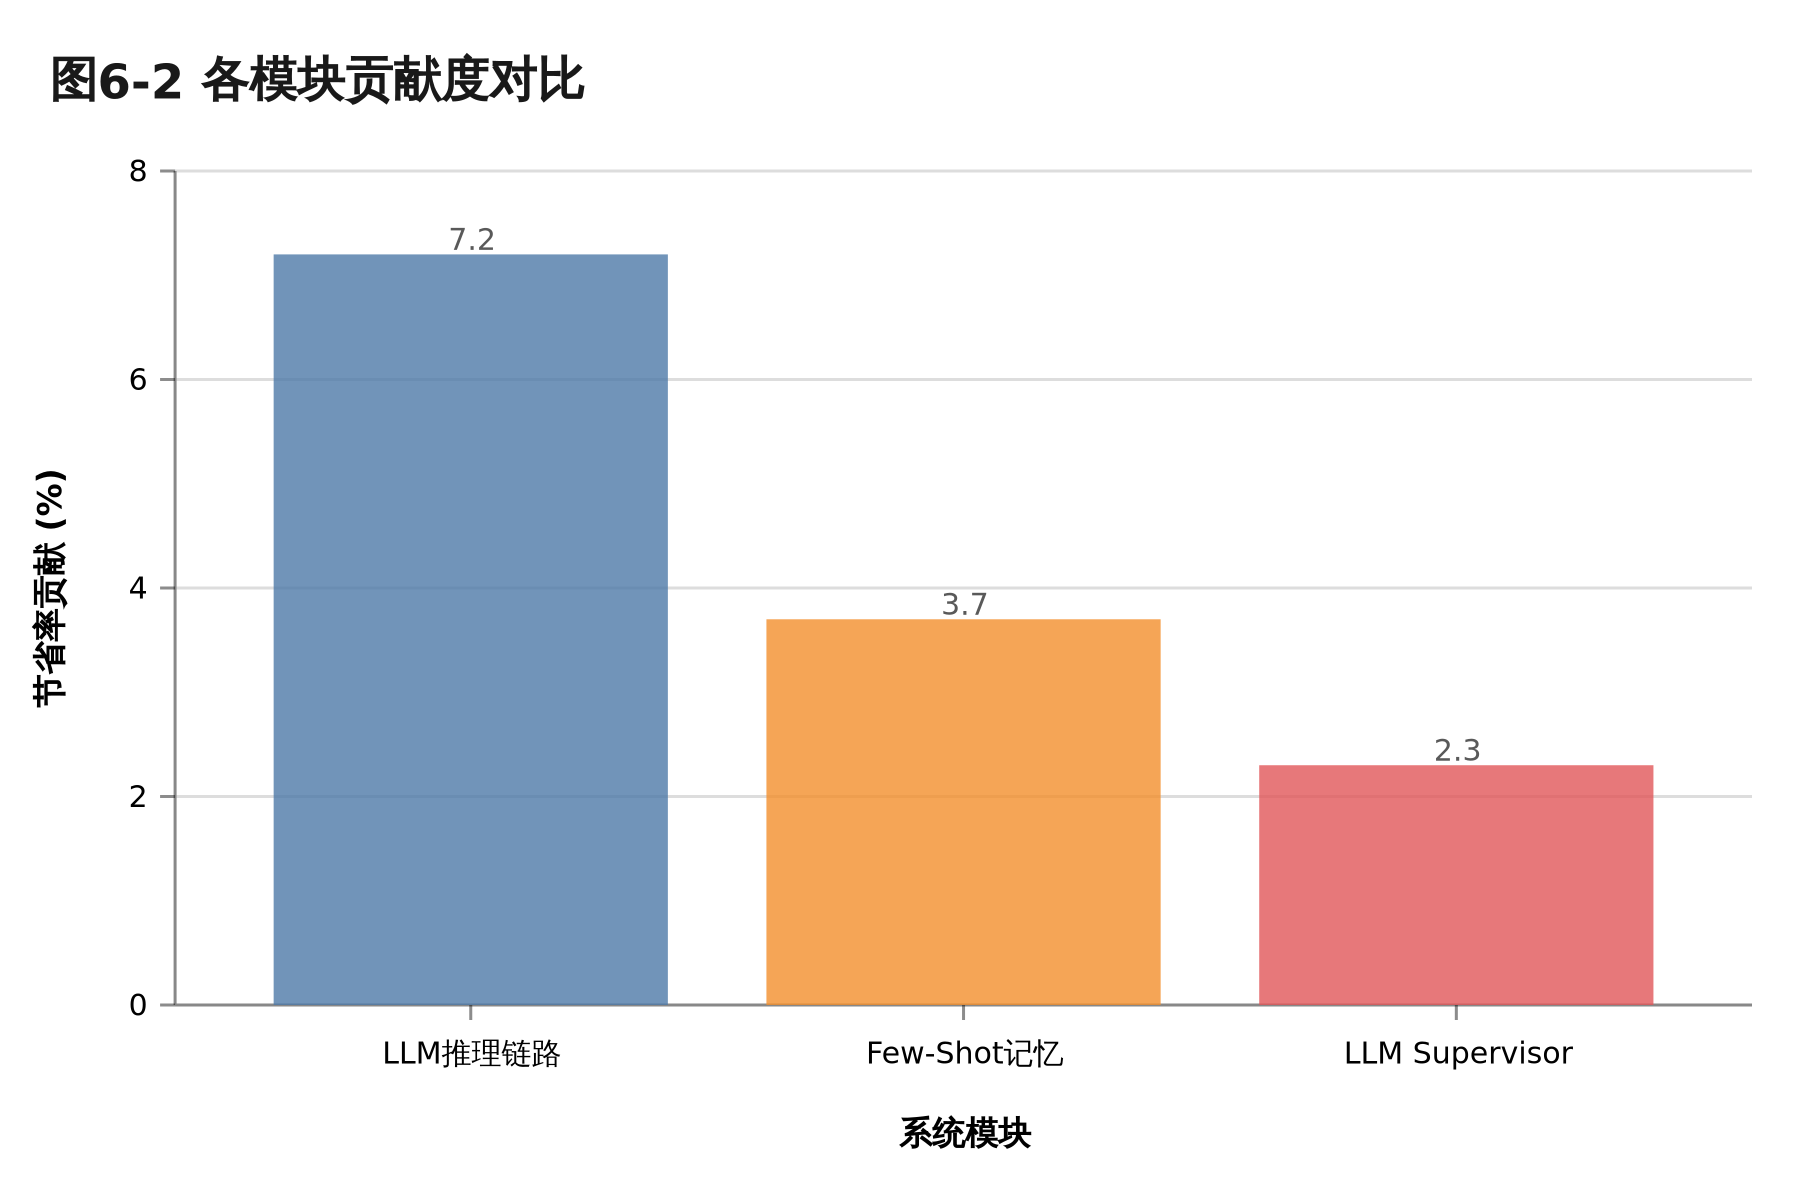 图6-2 各模块贡献度对比
8
7.2
6
4
3.7
2.3
2
0
节省率贡献 (%)
LLM推理链路
Few-Shot记忆
LLM Supervisor
系统模块